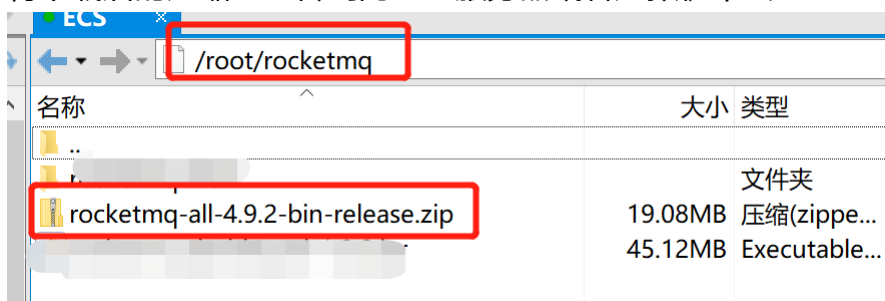 ECS ×
/root/rocketmq
名称 大小 类型
..
文件夹
rocketmq-all-4.9.2-bin-release.zip 19.08MB 压缩(zippe...
45.12MB Executable...